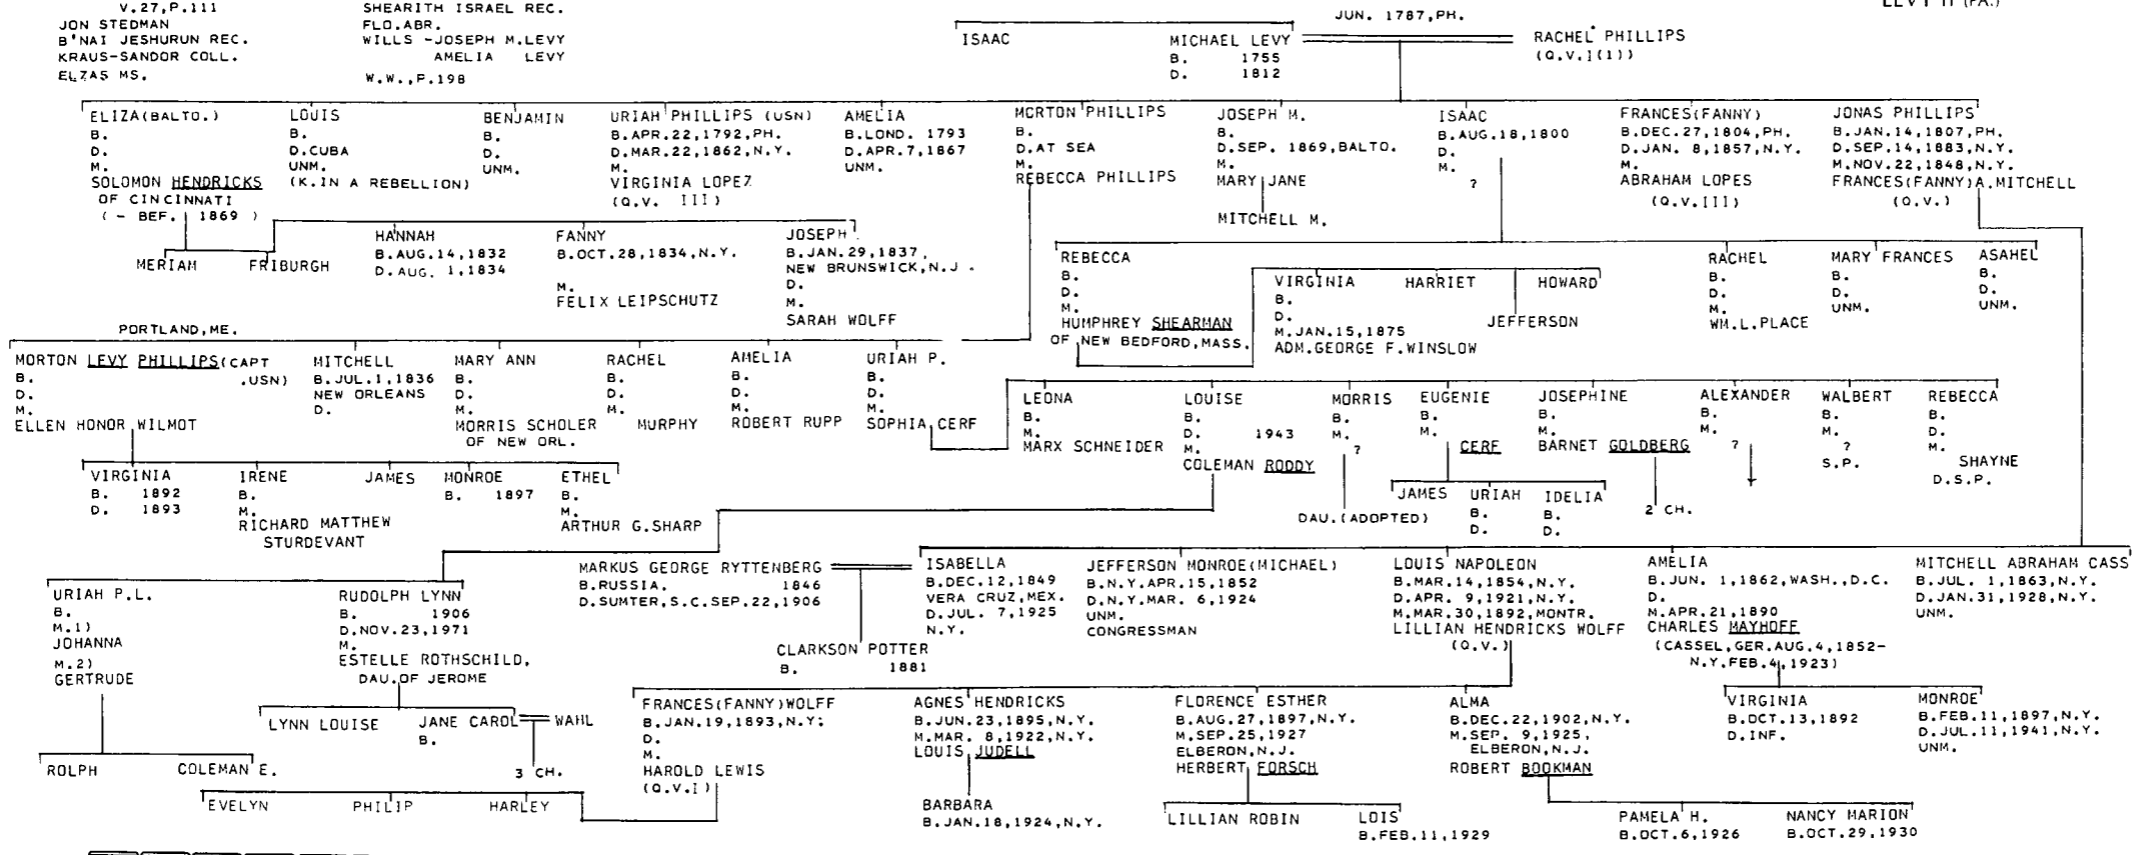 V.27,P.111
JON STEDMAN
B'NAI JESHURUN REC.
KRAUS-SANDOR COLL.
ELZAS MS.
SHEARITH ISRAEL REC.
FLO.ABR.
WILLS -JOSEPH M.LEVY
AMELIA LEVY
W.W.,P.198
ISAAC
MICHAEL LEVY
B. 1755
D. 1812
JUN. 1787,PH.
RACHEL PHILLIPS
(Q.V.I(1))
LEVY II (PA.)
ELIZA(BALTO.)
B.
D.
M.
SOLOMON HENDRICKS
OF CINCINNATI
( - BEF. 1869 )
LOUIS
B.
D.CUBA
UNM.
(K.IN A REBELLION)
BENJAMIN
B.
D.
UNM.
URIAH PHILLIPS (USN)
B.APR.22,1792,PH.
D.MAR.22,1862,N.Y.
M.
VIRGINIA LOPEZ
(Q.V. III)
AMELIA
B.LOND. 1793
D.APR.7,1867
UNM.
MORTON PHILLIPS
B.
D.AT SEA
M.
REBECCA PHILLIPS
JOSEPH M.
B.
D.SEP. 1869,BALTO.
M.
MARY JANE
MITCHELL M.
ISAAC
B.AUG.18,1800
D.
M.
?
FRANCES(FANNY)
B.DEC.27,1804,PH.
D.JAN. 8,1857,N.Y.
M.
ABRAHAM LOPES
(Q.V.III)
JONAS PHILLIPS
B.JAN.14,1807,PH.
D.SEP.14,1883,N.Y.
M.NOV.22,1848,N.Y.
FRANCES(FANNY)A.MITCHELL
(Q.V.)
MERIAM
FRIBURGH
HANNAH
B.AUG.14,1832
D.AUG. 1,1834
FANNY
B.OCT.28,1834,N.Y.
M.
FELIX LEIPSCHUTZ
JOSEPH
B.JAN.29,1837,
NEW BRUNSWICK,N.J.
D.
M.
SARAH WOLFF
REBECCA
B.
D.
M.
HUMPHREY SHEARMAN
OF NEW BEDFORD,MASS.
VIRGINIA
B.
D.
M.JAN.15,1875
ADM.GEORGE F.WINSLOW
HARRIET
JEFFERSON
HOWARD
RACHEL
B.
D.
M.
WM.L.PLACE
MARY FRANCES
B.
D.
UNM.
ASAHEL
B.
D.
UNM.
PORTLAND,ME.
MORTON LEVY PHILLIPS(CAPT
.USN)
B.
D.
M.
ELLEN HONOR WILMOT
MITCHELL
B.JUL.1,1836
NEW ORLEANS
D.
MARY ANN
B.
D.
M.
MORRIS SCHOLER
OF NEW ORL.
RACHEL
B.
D.
M.
MURPHY
AMELIA
B.
D.
M.
ROBERT RUPP
URIAH P.
B.
D.
M.
SOPHIA CERF
LEONA
B.
M.
MARX SCHNEIDER
LOUISE
B.
D. 1943
M.
COLEMAN RODDY
MORRIS
B.
M.
?
DAU.(ADOPTED)
EUGENIE
B.
M.
CERF
JOSEPHINE
B.
M.
BARNET GOLDBERG
2 CH.
ALEXANDER
B.
M.
?
WALBERT
B.
M.
?
S.P.
REBECCA
B.
D.
M.
SHAYNE
D.S.P.
VIRGINIA
B. 1892
D. 1893
IRENE
B.
M.
RICHARD MATTHEW
STURDEVANT
JAMES
MONROE
B. 1897
ETHEL
B.
M.
ARTHUR G.SHARP
JAMES
URIAH
B.
D.
IDELIA
B.
D.
URIAH P.L.
B.
M.1)
JOHANNA
M.2)
GERTRUDE
RUDOLPH LYNN
B. 1906
D.NOV.23,1971
M.
ESTELLE ROTHSCHILD,
DAU.OF JEROME
MARKUS GEORGE RYTTENBERG
B.RUSSIA. 1846
D.SUMTER,S.C.SEP.22,1906
ISABELLA
B.DEC.12,1849
VERA CRUZ,MEX.
D.JUL. 7,1925
N.Y.
CLARKSON POTTER
B. 1881
JEFFERSON MONROE(MICHAEL)
B.N.Y.APR.15,1852
D.N.Y.MAR. 6,1924
UNM.
CONGRESSMAN
LOUIS NAPOLEON
B.MAR.14,1854,N.Y.
D.APR. 9,1921,N.Y.
M.MAR.30,1892,MONTR.
LILLIAN HENDRICKS WOLFF
(Q.V.)
AMELIA
B.JUN. 1,1862,WASH.,D.C.
D.
M.APR.21,1890
CHARLES MAYHOFF
(CASSEL,GER.AUG.4,1852-
N.Y.FEB.4,1923)
MITCHELL ABRAHAM CASS
B.JUL. 1,1863,N.Y.
D.JAN.31,1928,N.Y.
UNM.
LYNN LOUISE
JANE CAROL
B.
WAHL
3 CH.
ROLPH
COLEMAN E.
FRANCES(FANNY)WOLFF
B.JAN.19,1893,N.Y;
D.
M.
HAROLD LEWIS
(Q.V.I)
AGNES HENDRICKS
B.JUN.23,1895,N.Y.
M.MAR. 8,1922,N.Y.
LOUIS JUDELL
BARBARA
B.JAN.18,1924,N.Y.
FLORENCE ESTHER
B.AUG.27,1897,N.Y.
M.SEP.25,1927
ELBERON,N.J.
HERBERT FORSCH
ALMA
B.DEC.22,1902,N.Y.
M.SEP. 9,1925,
ELBERON,N.J.
ROBERT BOOKMAN
VIRGINIA
B.OCT.13,1892
D.INF.
MONROE
B.FEB.11,1897,N.Y.
D.JUL.11,1941,N.Y.
UNM.
EVELYN
PHILIP
HARLEY
LILLIAN ROBIN
LOIS
B.FEB.11,1929
PAMELA H.
B.OCT.6,1926
NANCY MARION
B.OCT.29,1930